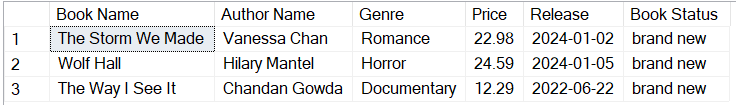 Book Name Author Name Genre Price Release Book Status
1 The Storm We Made Vanessa Chan Romance 22.98 2024-01-02 brand new
2 Wolf Hall Hilary Mantel Horror 24.59 2024-01-05 brand new
3 The Way I See It Chandan Gowda Documentary 12.29 2022-06-22 brand new